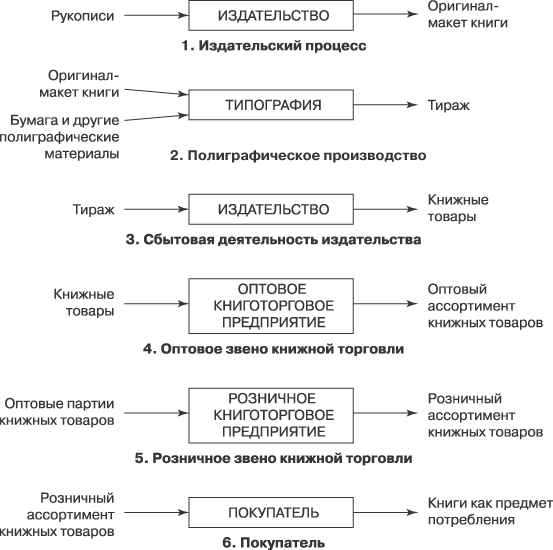 Рукописи
ИЗДАТЕЛЬСТВО
Оригинал-
макет книги
1. Издательский процесс
Оригинал-
макет книги
Бумага и другие
полиграфические
материалы
ТИПОГРАФИЯ
Тираж
2. Полиграфическое производство
Тираж
ИЗДАТЕЛЬСТВО
Книжные
товары
3. Сбытовая деятельность издательства
Книжные
товары
ОПТОВОЕ
КНИГОТОРГОВОЕ
ПРЕДПРИЯТИЕ
Оптовый
ассортимент
книжных товаров
4. Оптовое звено книжной торговли
Оптовые партии
книжных товаров
РОЗНИЧНОЕ
КНИГОТОРГОВОЕ
ПРЕДПРИЯТИЕ
Розничный
ассортимент
книжных товаров
5. Розничное звено книжной торговли
Розничный
ассортимент
книжных товаров
ПОКУПАТЕЛЬ
Книги как предмет
потребления
6. Покупатель